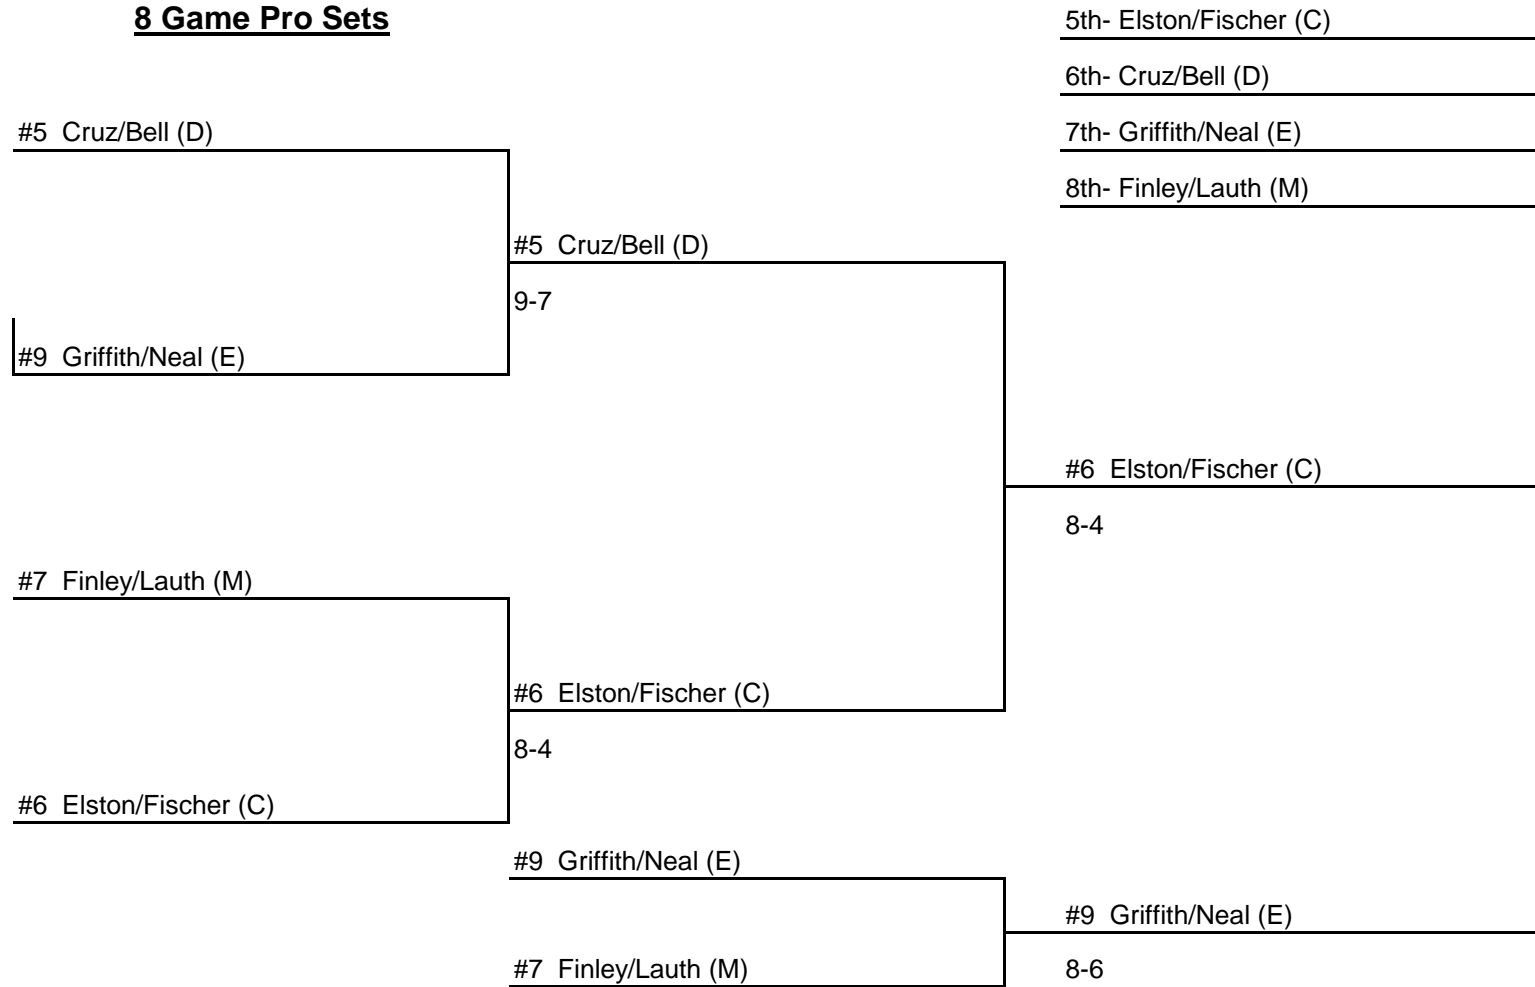 8 Game Pro Sets
5th- Elston/Fischer (C)
6th- Cruz/Bell (D)
#5 Cruz/Bell (D)
7th- Griffith/Neal (E)
8th- Finley/Lauth (M)
#5 Cruz/Bell (D)
9-7
#9 Griffith/Neal (E)
#6 Elston/Fischer (C)
8-4
#7 Finley/Lauth (M)
#6 Elston/Fischer (C)
8-4
#6 Elston/Fischer (C)
#9 Griffith/Neal (E)
#9 Griffith/Neal (E)
#7 Finley/Lauth (M)
8-6